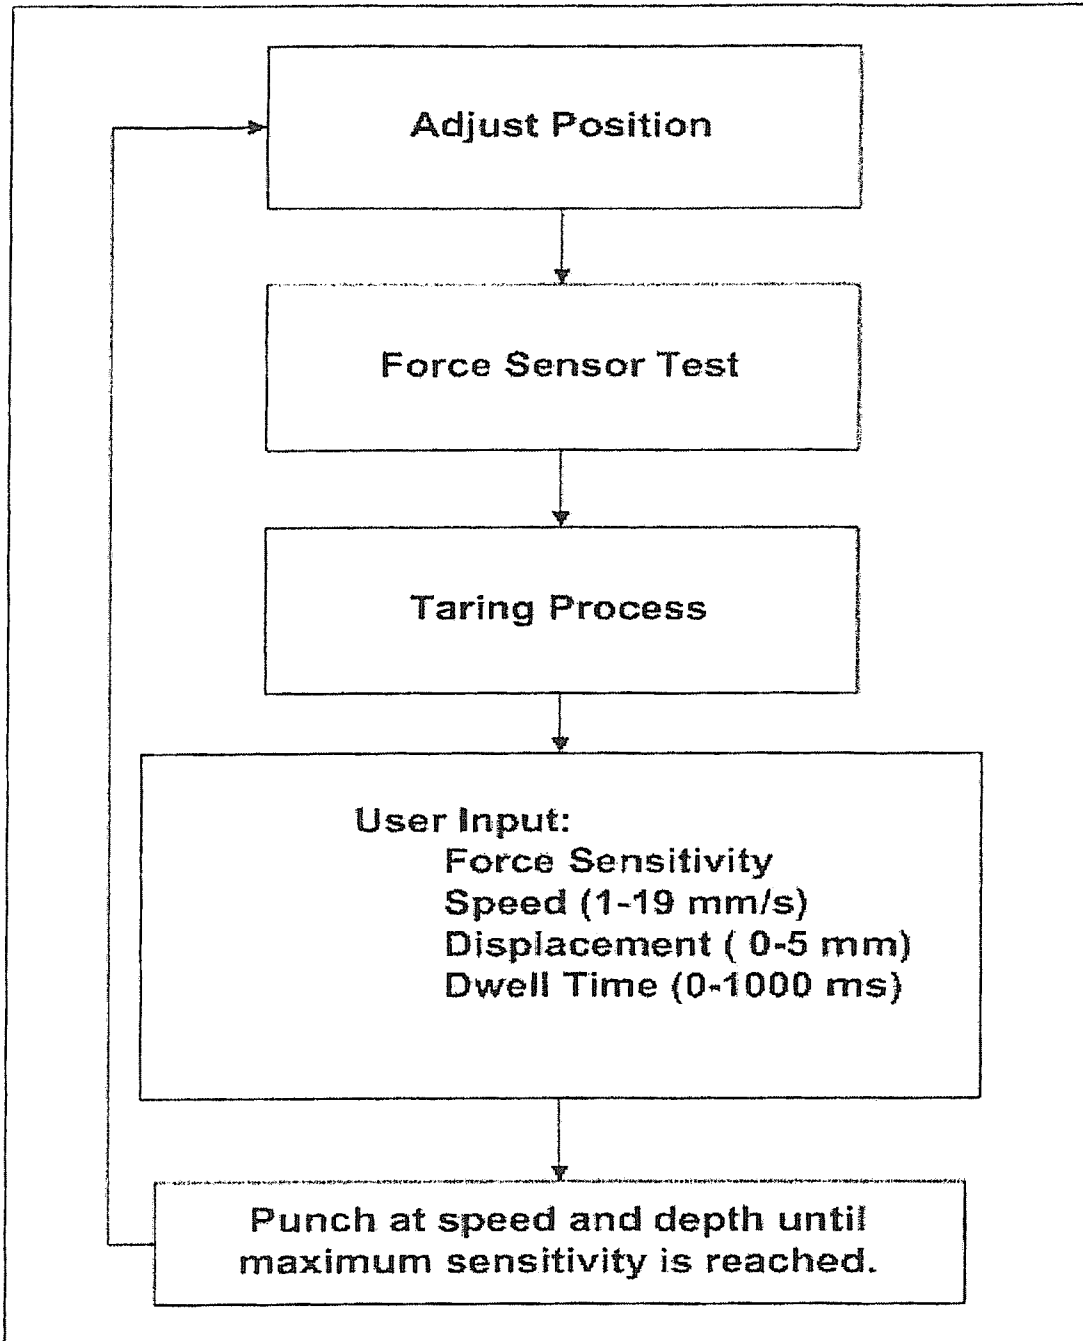 Adjust Position
Force Sensor Test
Taring Process
User Input:
Force Sensitivity
Speed (1-19 mm/s)
Displacement ( 0-5 mm)
Dwell Time (0-1000 ms)
Punch at speed and depth until
maximum sensitivity is reached.